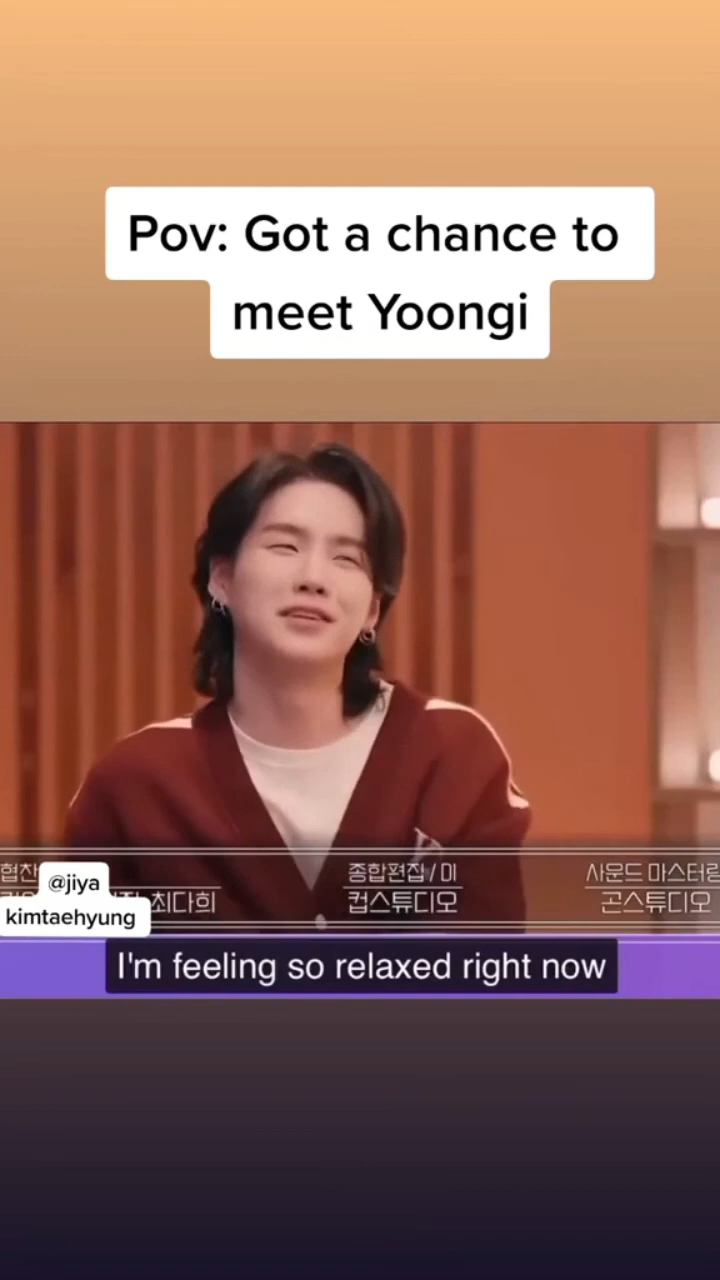 Pov: Got a chance to
meet Yoongi
협찬
종합편집 / 미
사운드 마스터링
@jiya
최다희
컵스튜디오
곤스튜디오
kimtaehyung
I'm feeling so relaxed right now